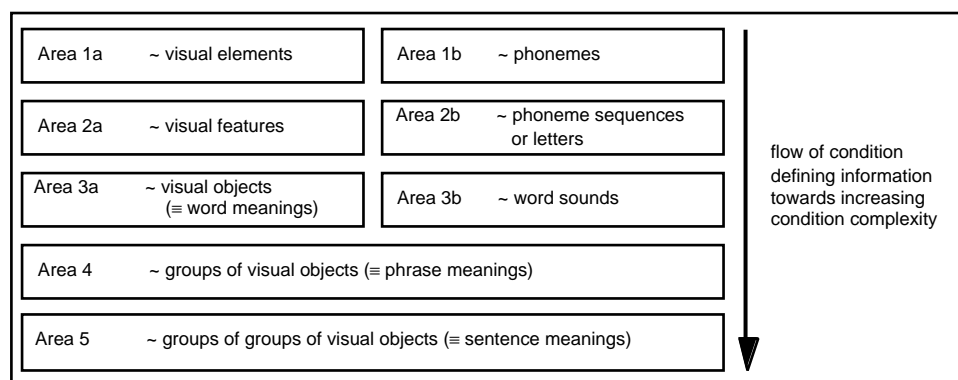 Area 1a ~ visual elements
Area 1b ~ phonemes
Area 2a ~ visual features
Area 2b ~ phoneme sequences
or letters
Area 3a ~ visual objects
(≡ word meanings)
Area 3b ~ word sounds
Area 4 ~ groups of visual objects (≡ phrase meanings)
Area 5 ~ groups of groups of visual objects (≡ sentence meanings)
flow of condition
defining information
towards increasing
condition complexity